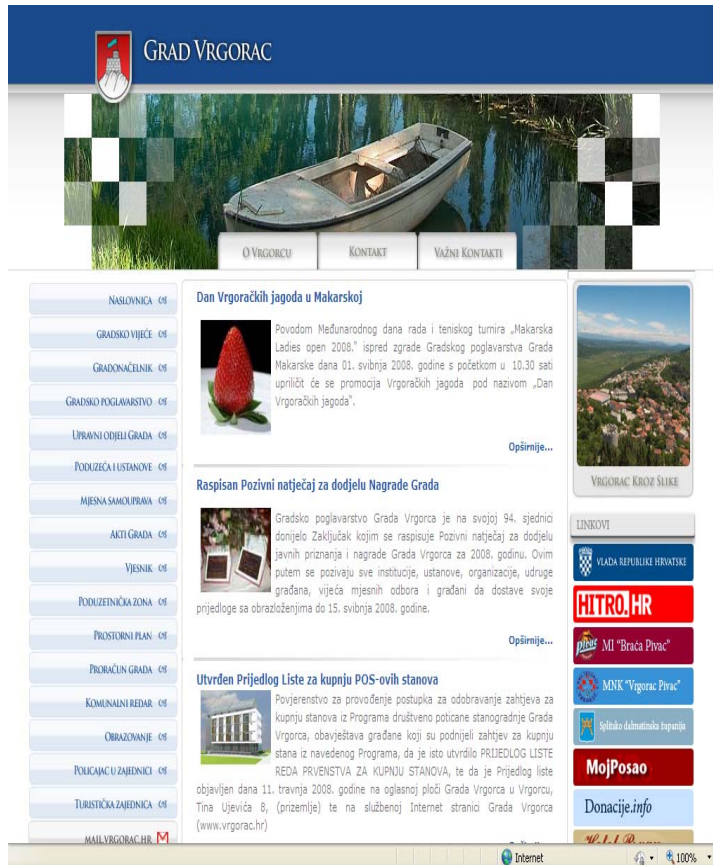 GRAD VRGORAC
O VRGORCU
KONTAKT
VAŽNI KONTAKTI
NASLOVNICA
GRADSKO VIJEĆE
GRADONAČELNIK
GRADSKO POGLAVARSTVO
UPRAVNI ODJELI GRADA
PODUZEĆA I USTANOVE
MJESNA SAMOUPRAVA
AKTI GRADA
VJESNIK
PODUZETNIČKA ZONA
PROSTORNI PLAN
PRORAČUN GRADA
KOMUNALNI REDAR
OBRAZOVANJE
POLICAJAC U ZAJEDNICI
TURISTIČKA ZAJEDNICA
MAIL.VRGORAC.HR
Dan Vrgoračkih jagoda u Makarskoj
Povodom Međunarodnog dana rada i teniskog turnira „Makarska
Ladies open 2008." ispred zgrade Gradskog poglavarstva Grada
Makarske dana 01. svibnja 2008. godine s početkom u 10.30 sati
upriličit će se promocija Vrgoračkih jagoda pod nazivom „Dan
Vrgoračkih jagoda".
Opširnije...
Raspisan Pozivni natječaj za dodjelu Nagrade Grada
Gradsko poglavarstvo Grada Vrgorca je na svojoj 94. sjednici
donijelo Zaključak kojim se raspisuje Pozivni natječaj za dodjelu
javnih priznanja i nagrade Grada Vrgorca za 2008. godinu. Ovim
putem se pozivaju sve institucije, ustanove, organizacije, udruge
građana, vijeća mjesnih odbora i građani da dostave svoje
prijedloge sa obrazloženjima do 15. svibnja 2008. godine.
Opširnije...
Utvrđen Prijedlog Liste za kupnju POS-ovih stanova
Povjerenstvo za provođenje postupka za odobravanje zahtjeva za
kupnju stanova iz Programa društveno poticane stanogradnje Grada
Vrgorca, obavještava građane koji su podnijeli zahtjev za kupnju
stana iz navedenog Programa, da je isto utvrdilo PRIJEDLOG LISTE
REDA PRVENSTVA ZA KUPNJU STANOVA, te da je Prijedlog liste
objavljen dana 11. travnja 2008. godine na oglasnoj ploči Grada Vrgorca u Vrgorcu,
Tina Ujevića 8, (prizemlje) te na službenoj Internet stranici Grada Vrgorca
(www.vrgorac.hr)
VRGORAC KROZ SLIKE
LINKOVI
VLADA REPUBLIKE HRVATSKE
HITRO.HR
Pivac MI "Braća Pivac"
MNK "Vrgorac Pivac"
Splitsko dalmatinska županija
MojPosao
Donacije.info
Internet
100%